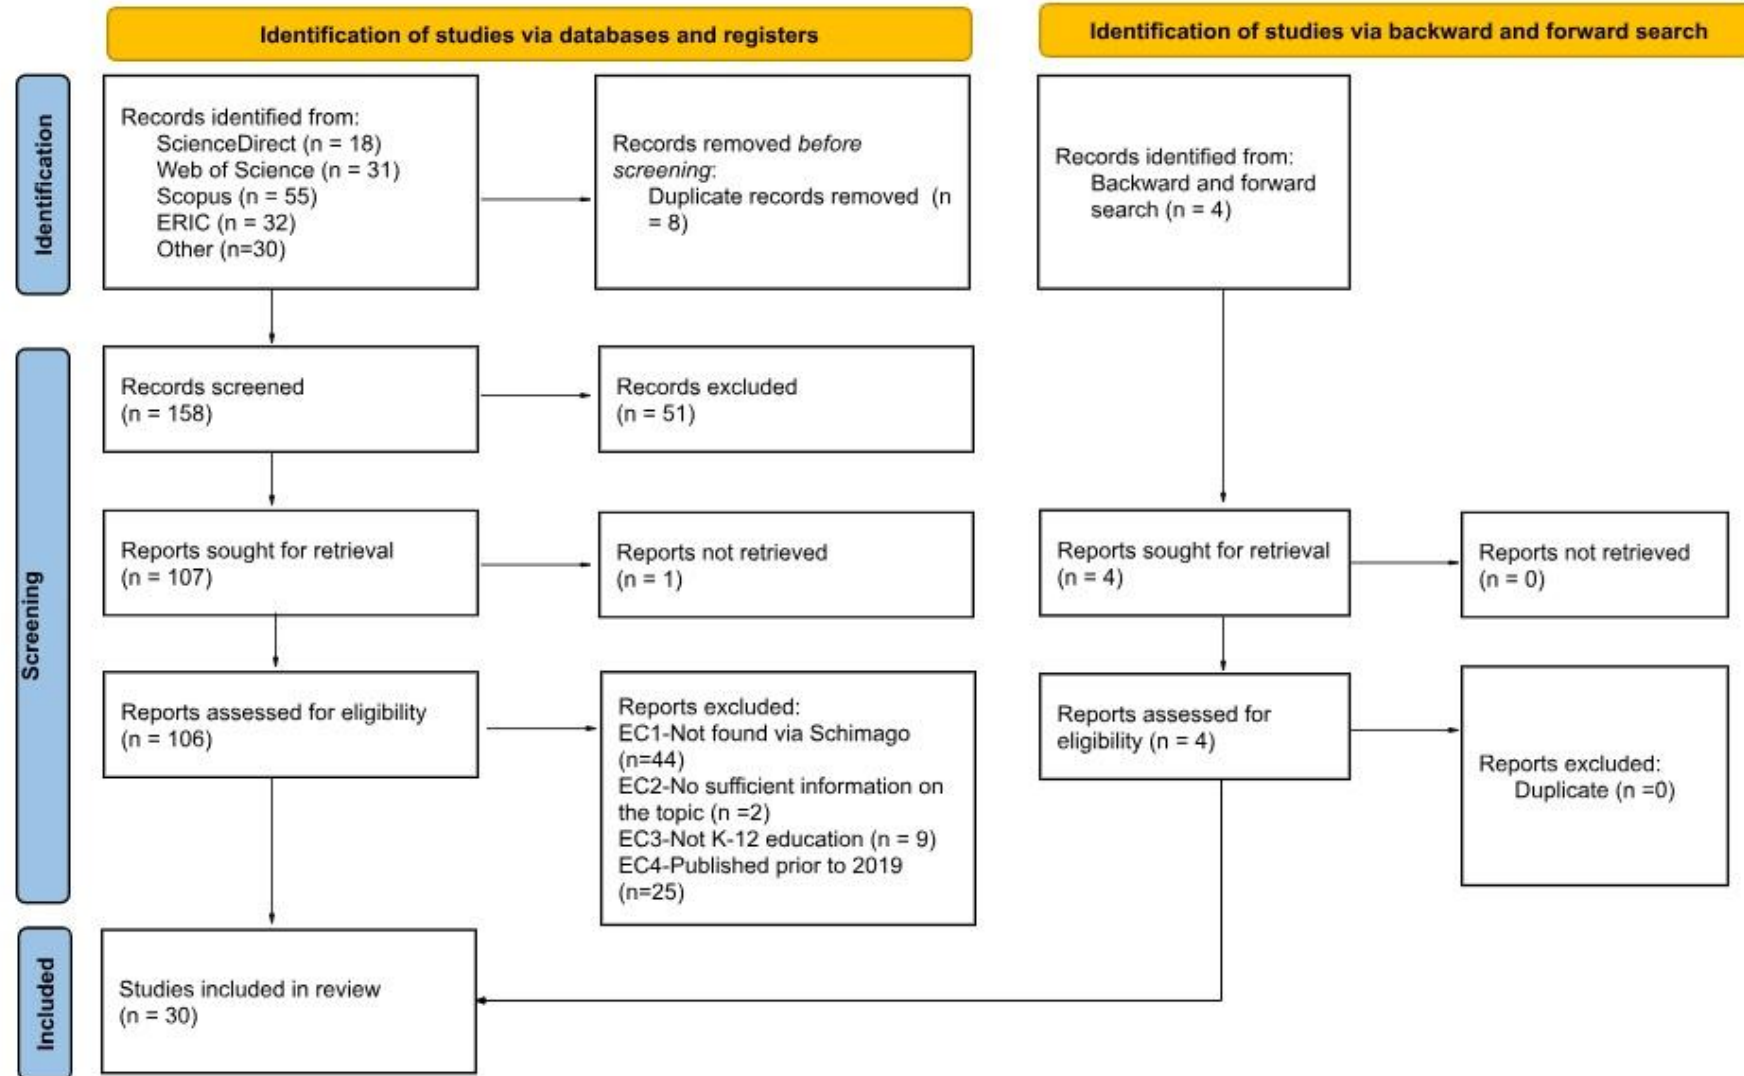 Identification of studies via databases and registers
Identification of studies via backward and forward search
Identification
Records identified from:
ScienceDirect (n = 18)
Web of Science (n = 31)
Scopus (n = 55)
ERIC (n = 32)
Other (n=30)
Records removed before
screening:
Duplicate records removed (n
= 8)
Records identified from:
Backward and forward
search (n = 4)
Screening
Records screened
(n = 158)
Records excluded
(n = 51)
Reports sought for retrieval
(n = 107)
Reports not retrieved
(n = 1)
Reports sought for retrieval
(n = 4)
Reports not retrieved
(n = 0)
Reports assessed for eligibility
(n = 106)
Reports excluded:
EC1-Not found via Schimago
(n=44)
EC2-No sufficient information on
the topic (n =2)
EC3-Not K-12 education (n = 9)
EC4-Published prior to 2019
(n=25)
Reports assessed for
eligibility (n = 4)
Reports excluded:
Duplicate (n =0)
Included
Studies included in review
(n = 30)